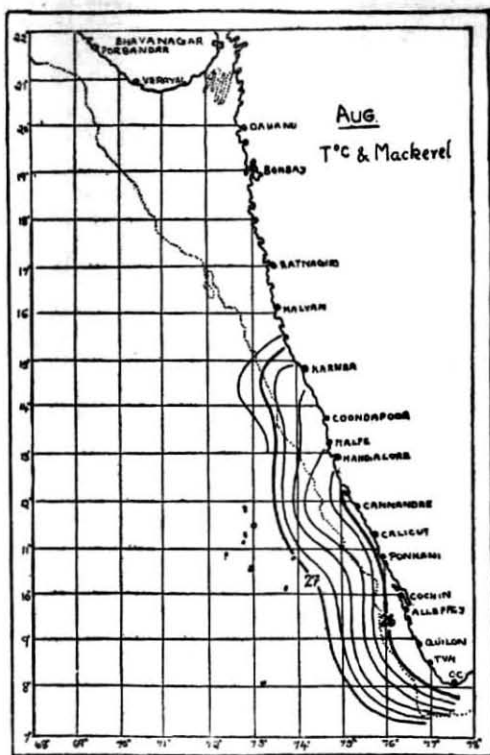 22
BHAVANAGAR
PORBANDAR
VERAVAL
21'
20'
DAHANU
AUG.
T°C & Mackerel
19'
BOMBAY
18'
17'
RATNAGIRI
16'
MALVAN
15'
KARWAR
14'
COONDAPOOR
MALPE
13'
MANGALORE
12'
CANNANORE
CALICUT
11'
PONNANI
10'
27
COCHIN
ALLEPPEY
9'
QUILON
TVM
8'
CC
7'
68' 69' 70' 71' 72' 73' 74' 75' 76' 77' 78'